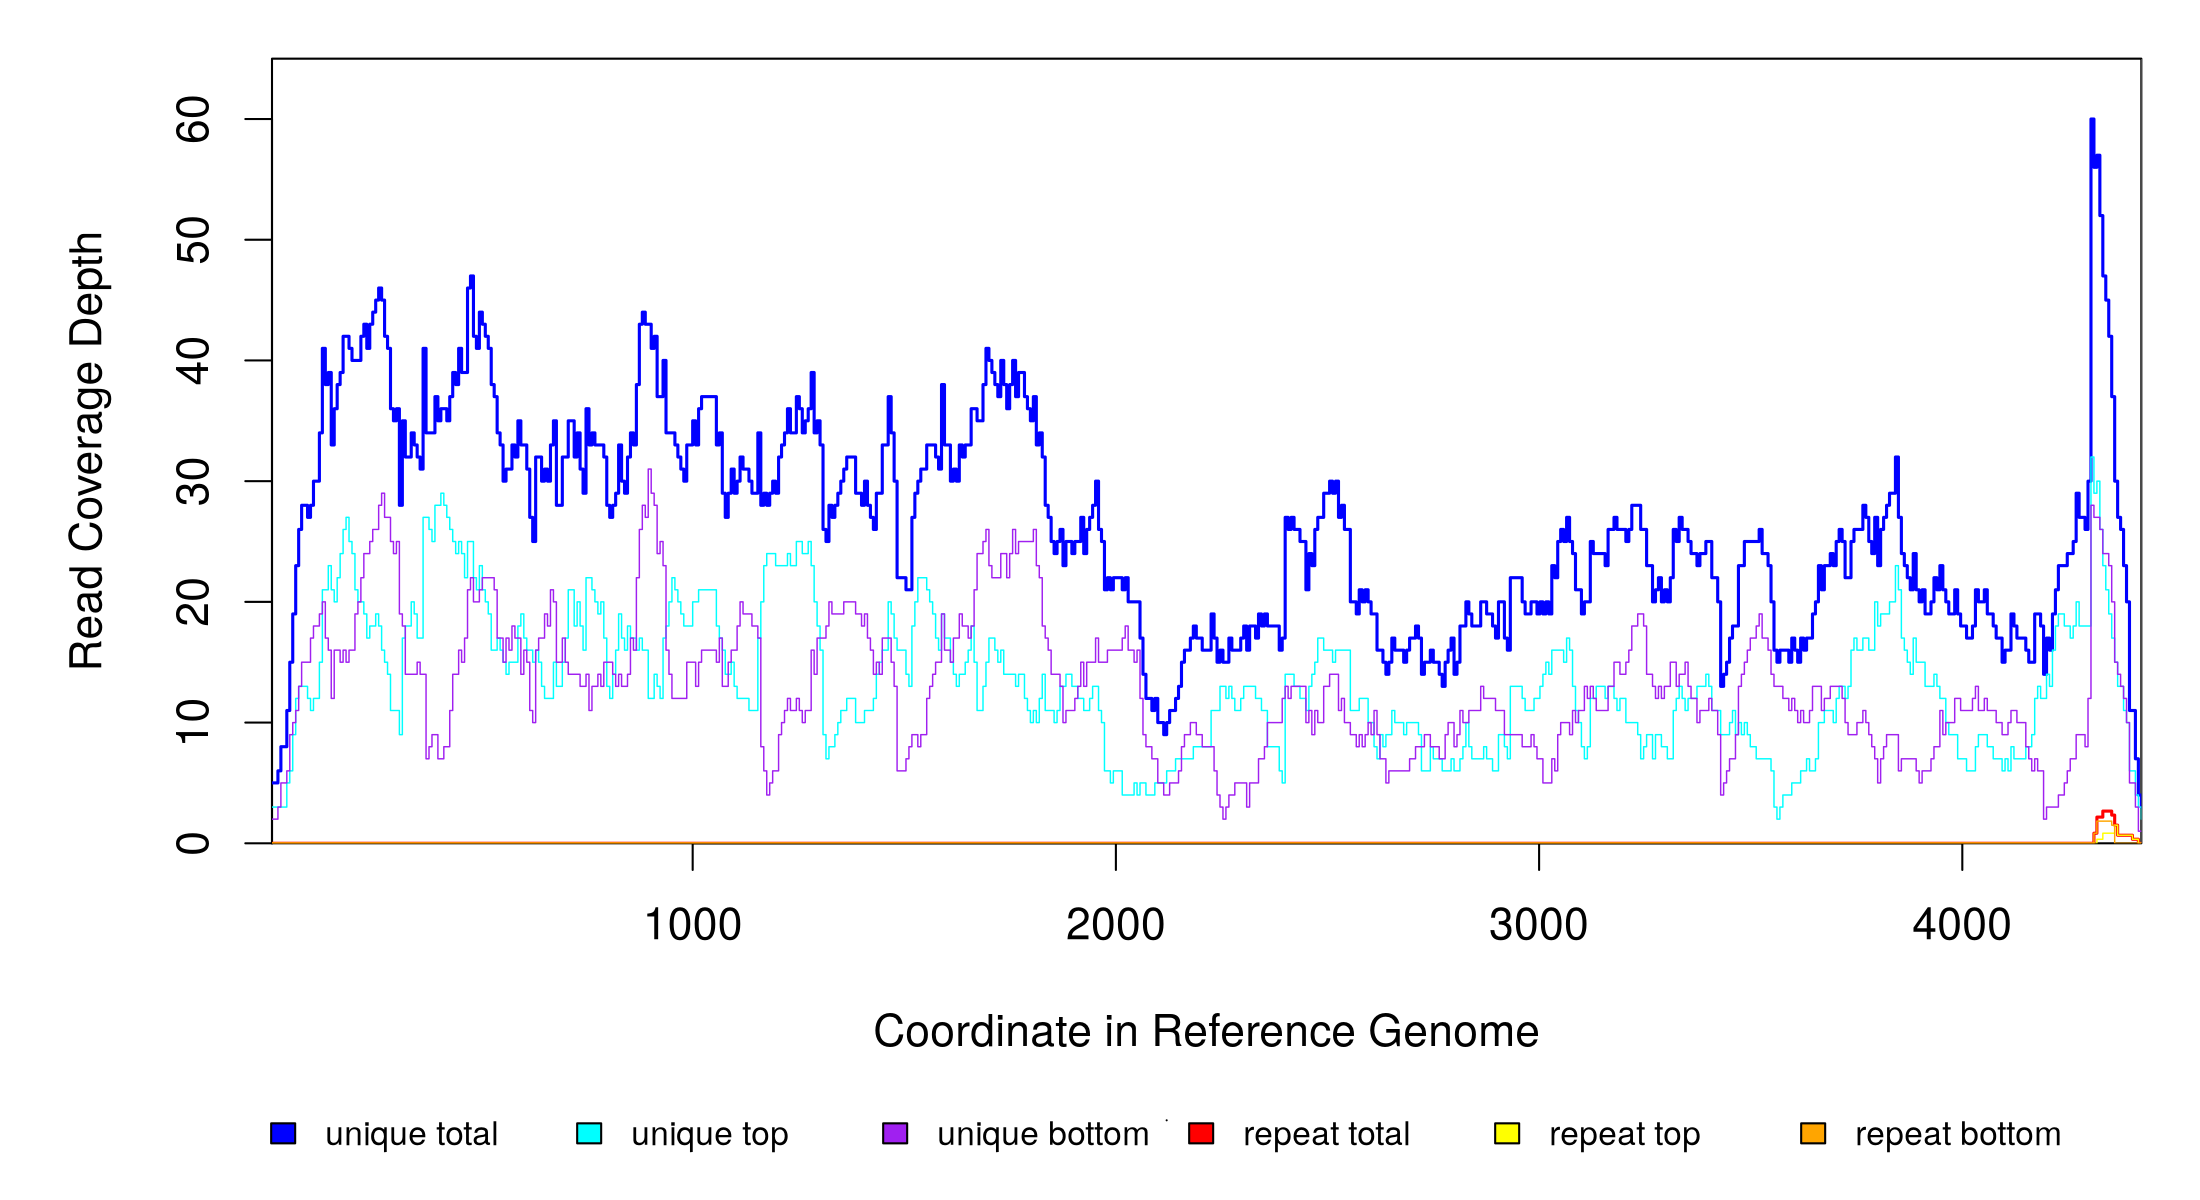 Read Coverage Depth
60
50
40
30
20
10
0
1000 2000 3000 4000
Coordinate in Reference Genome
unique total unique top unique bottom repeat total repeat top repeat bottom